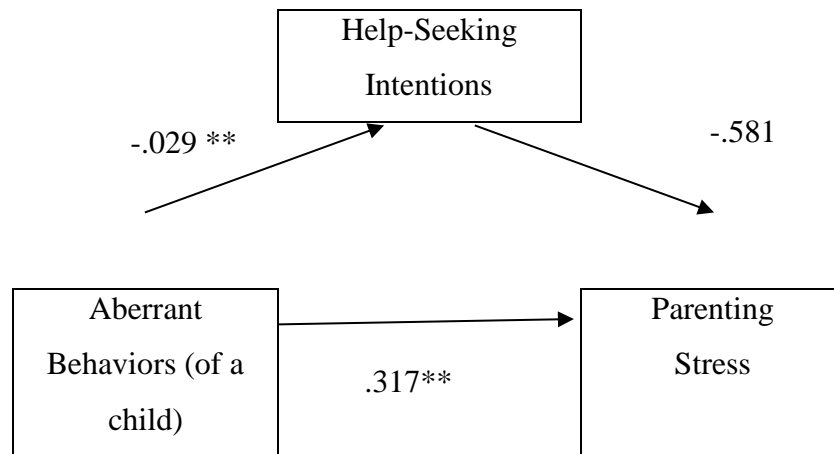 Help-Seeking
Intentions
-.029 **
-.581
Aberrant
Behaviors (of a
child)
.317**
Parenting
Stress